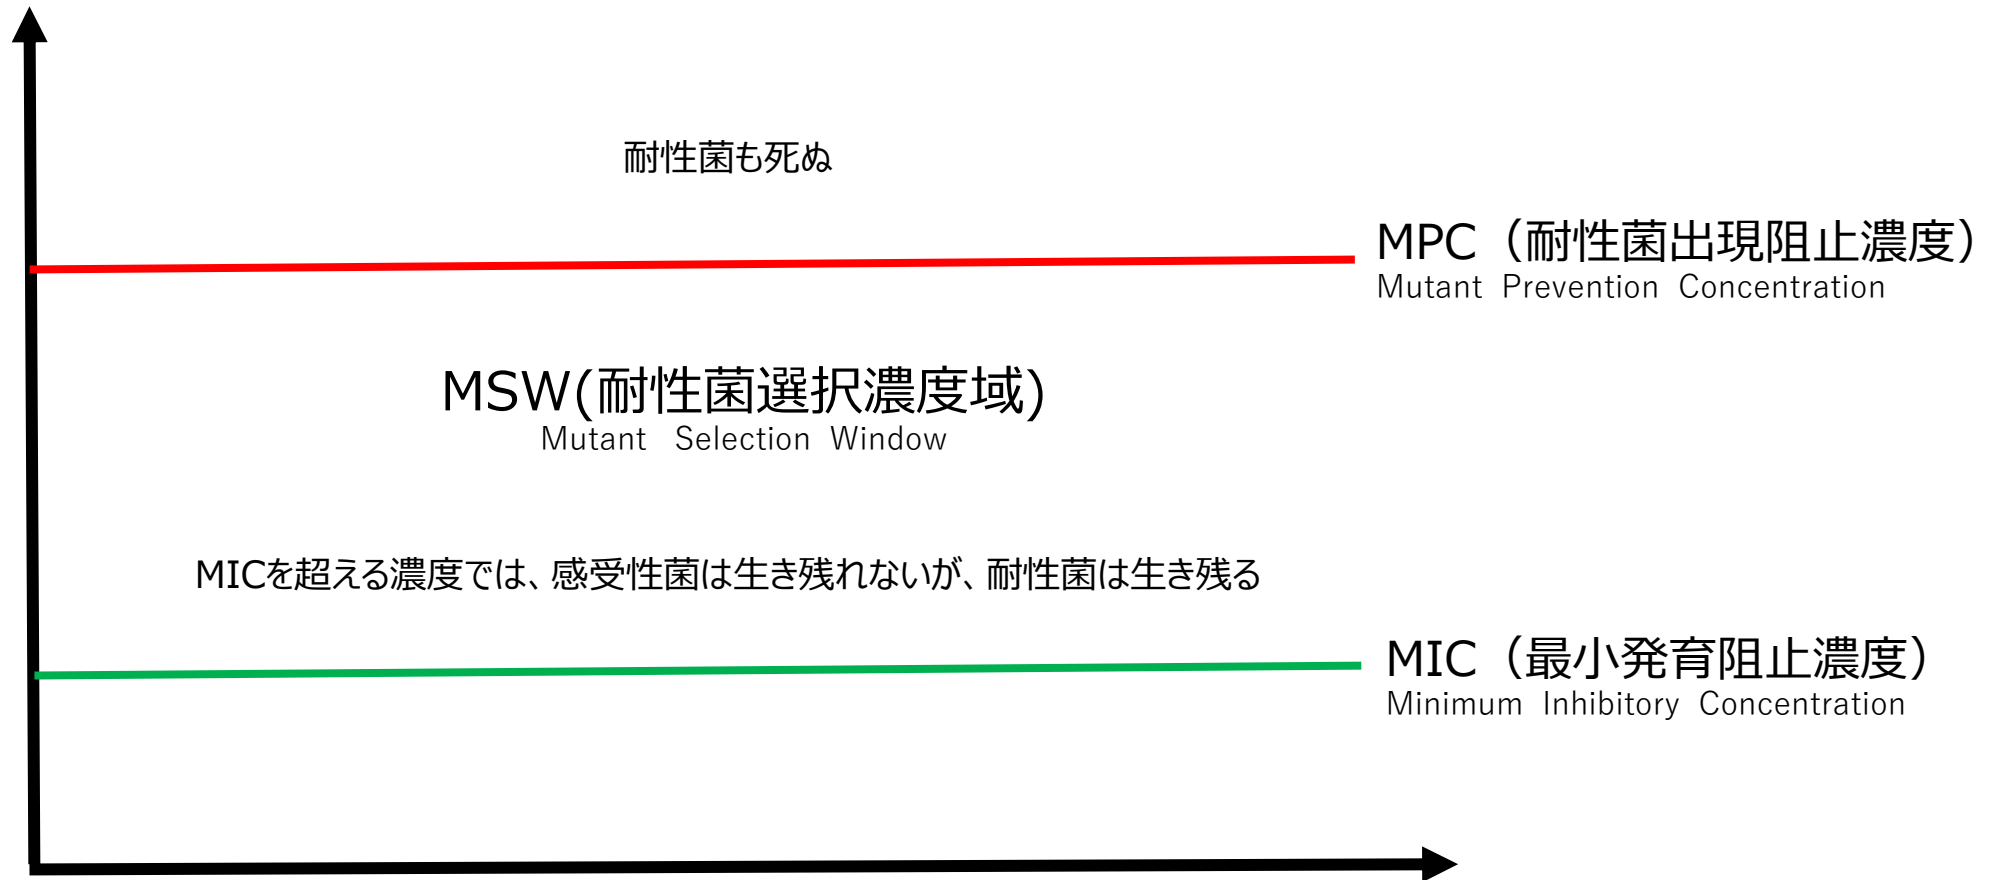 耐性菌も死ぬ
MPC（耐性菌出現阻止濃度）
Mutant Prevention Concentration
MSW(耐性菌選択濃度域)
Mutant Selection Window
MICを超える濃度では、感受性菌は生き残れないが、耐性菌は生き残る
MIC（最小発育阻止濃度）
Minimum Inhibitory Concentration